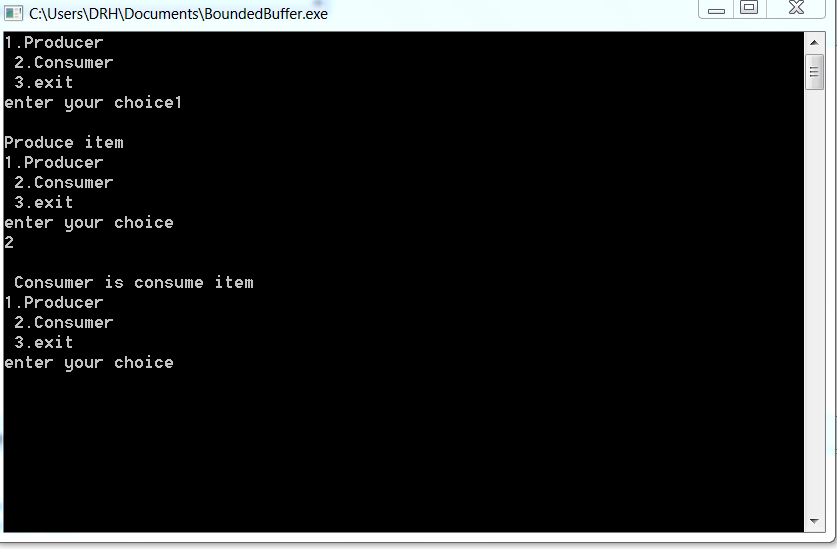 C:\Users\DRH\Documents\BoundedBuffer.exe
1.Producer
2.Consumer
3.exit
enter your choice1
Produce item
1.Producer
2.Consumer
3.exit
enter your choice
2
Consumer is consume item
1.Producer
2.Consumer
3.exit
enter your choice